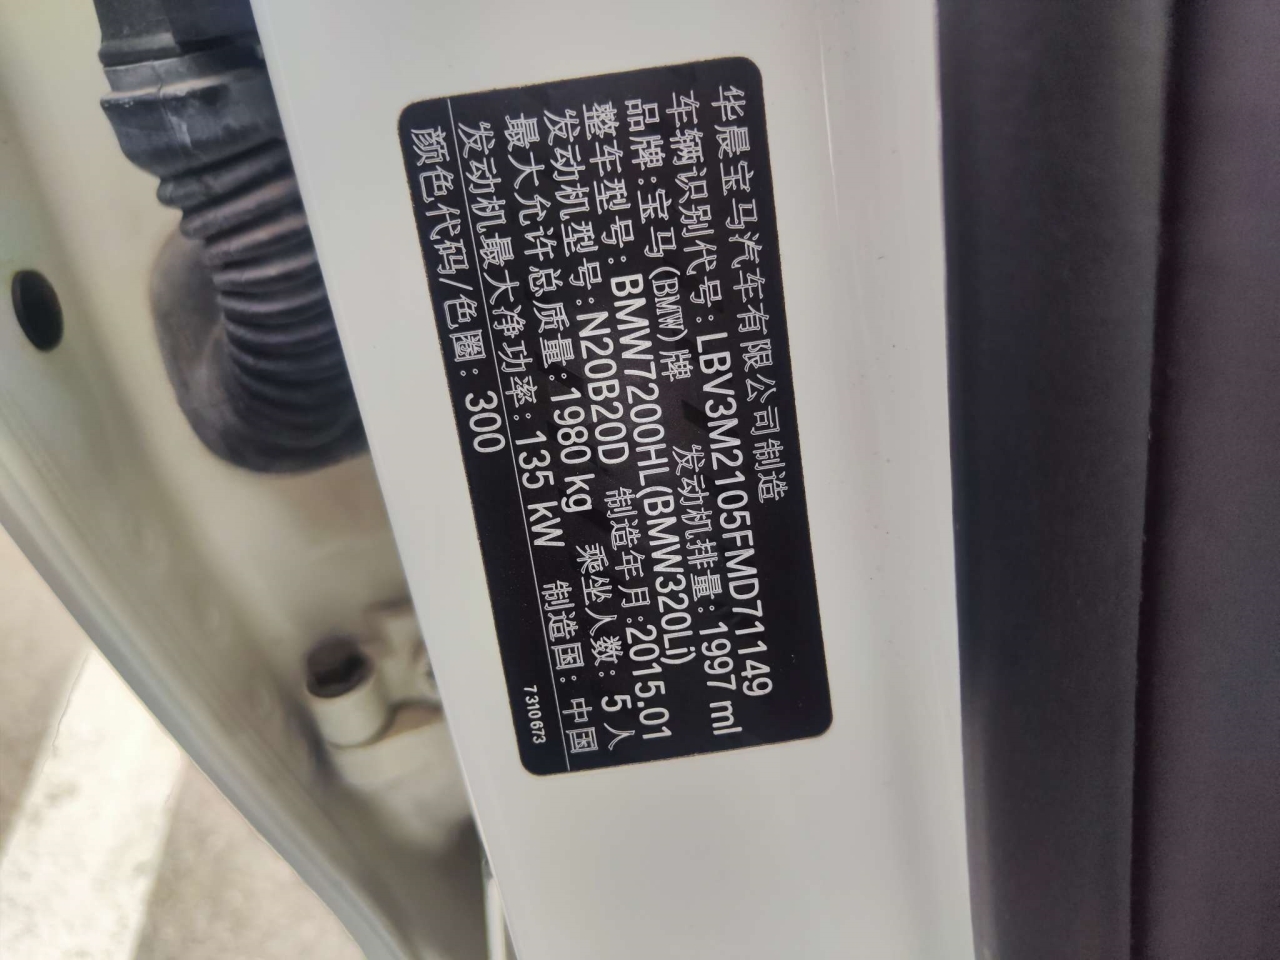 华晨宝马汽车有限公司制造
车辆识别代号:LBV3M2105FMD71149
品牌:宝马(BMW)牌 发动机排量:1997 ml
整车型号:BMW7200HL(BMW320Li)
发动机型号:N20B20D 制造年月:2015.01
最大允许总质量:1980 kg 乘坐人数:5人
发动机最大净功率:135 kW 制造国:中国
颜色代码/色圈:300 7310673